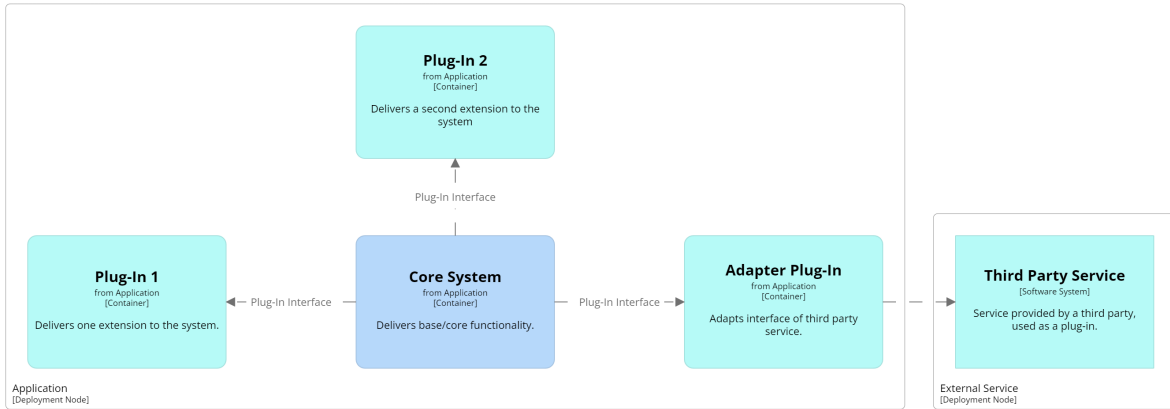 Plug-In 2
from Application
[Container]
Delivers a second extension to the
system
Plug-In Interface
Plug-In 1
from Application
[Container]
Delivers one extension to the system.
Plug-In Interface
Core System
from Application
[Container]
Delivers base/core functionality.
Plug-In Interface
Adapter Plug-In
from Application
[Container]
Adapts interface of third party
service.
Third Party Service
[Software System]
Service provided by a third party,
used as a plug-in.
Application
[Deployment Node]
External Service
[Deployment Node]